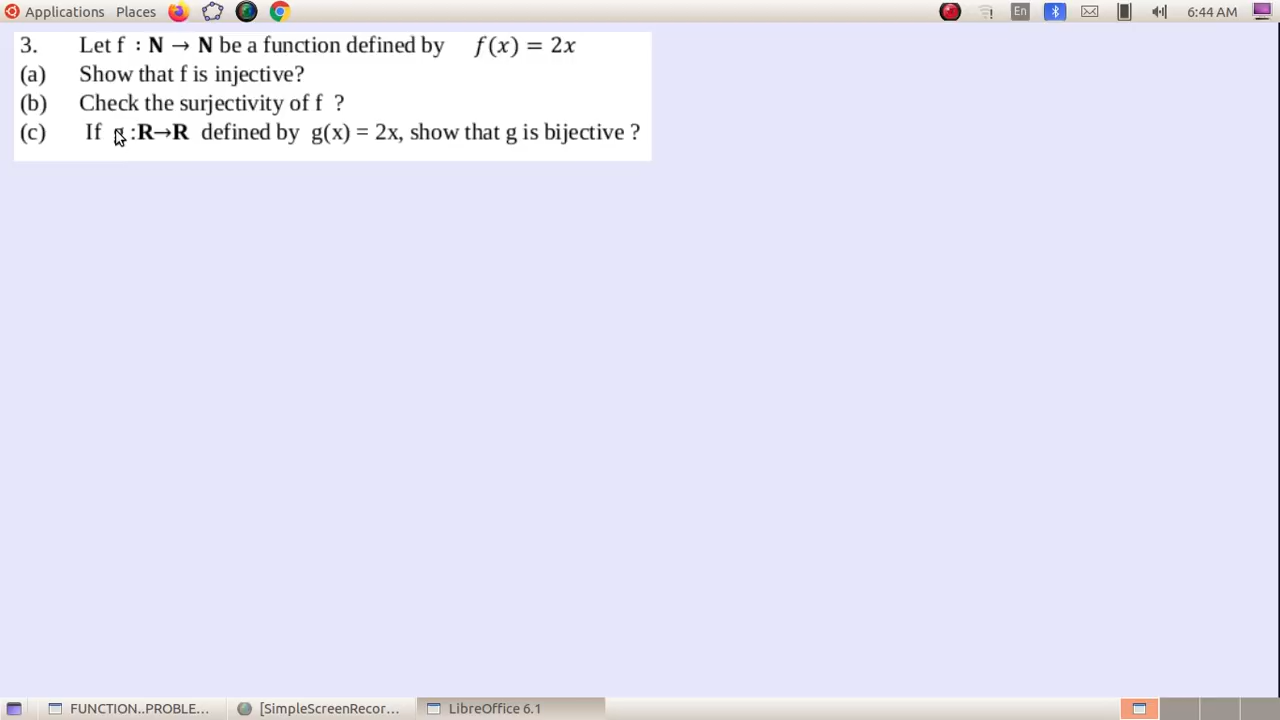 Applications Places En 6:44 AM
3. Let f : N → N be a function defined by f(x) = 2x
(a) Show that f is injective?
(b) Check the surjectivity of f ?
(c) If g :R→R defined by g(x) = 2x, show that g is bijective ?
FUNCTION..PROBLE... [SimpleScreenRecor... LibreOffice 6.1